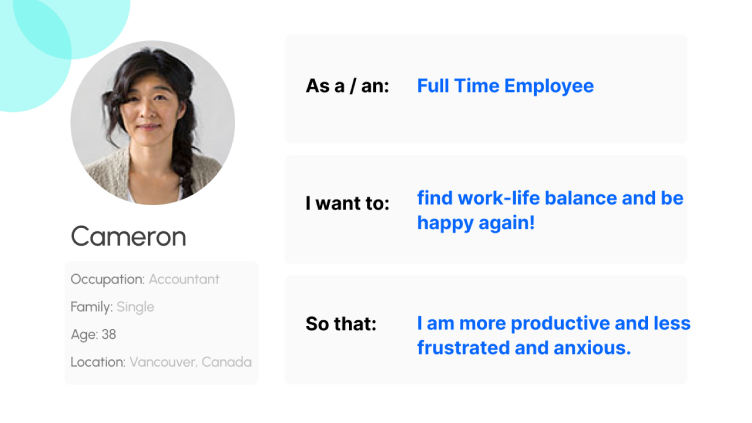 Cameron
Occupation: Accountant
Family: Single
Age: 38
Location: Vancouver, Canada
As a / an: Full Time Employee
I want to: find work-life balance and be
happy again!
So that: I am more productive and less
frustrated and anxious.